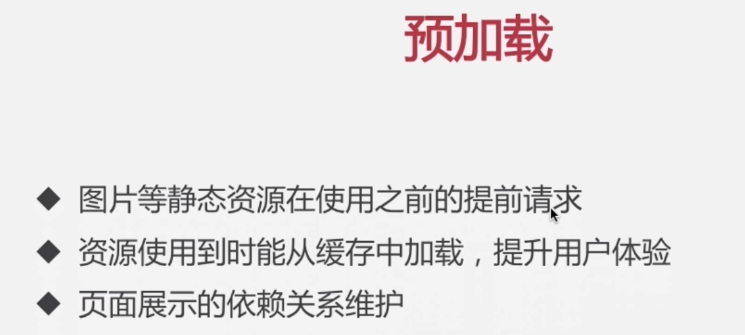 预加载
◆ 图片等静态资源在使用之前的提前请求
◆ 资源使用到时能从缓存中加载，提升用户体验
◆ 页面展示的依赖关系维护